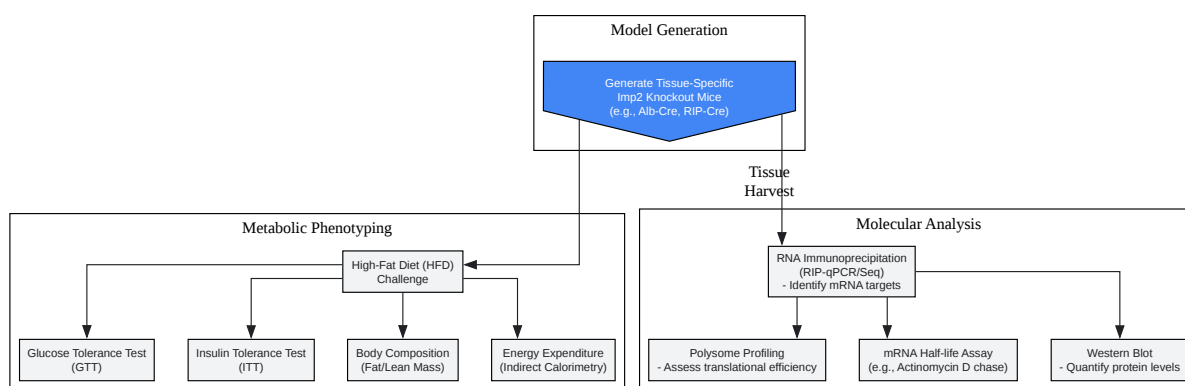 Model Generation
Generate Tissue-Specific
Imp2 Knockout Mice
(e.g., Alb-Cre, RIP-Cre)
Tissue
Harvest
Metabolic Phenotyping
High-Fat Diet (HFD)
Challenge
Glucose Tolerance Test
(GTT)
Insulin Tolerance Test
(ITT)
Body Composition
(Fat/Lean Mass)
Energy Expenditure
(Indirect Calorimetry)
Molecular Analysis
RNA Immunoprecipitation
(RIP-qPCR/Seq)
- Identify mRNA targets
Polysome Profiling
- Assess translational efficiency
mRNA Half-life Assay
(e.g., Actinomycin D chase)
Western Blot
- Quantify protein levels